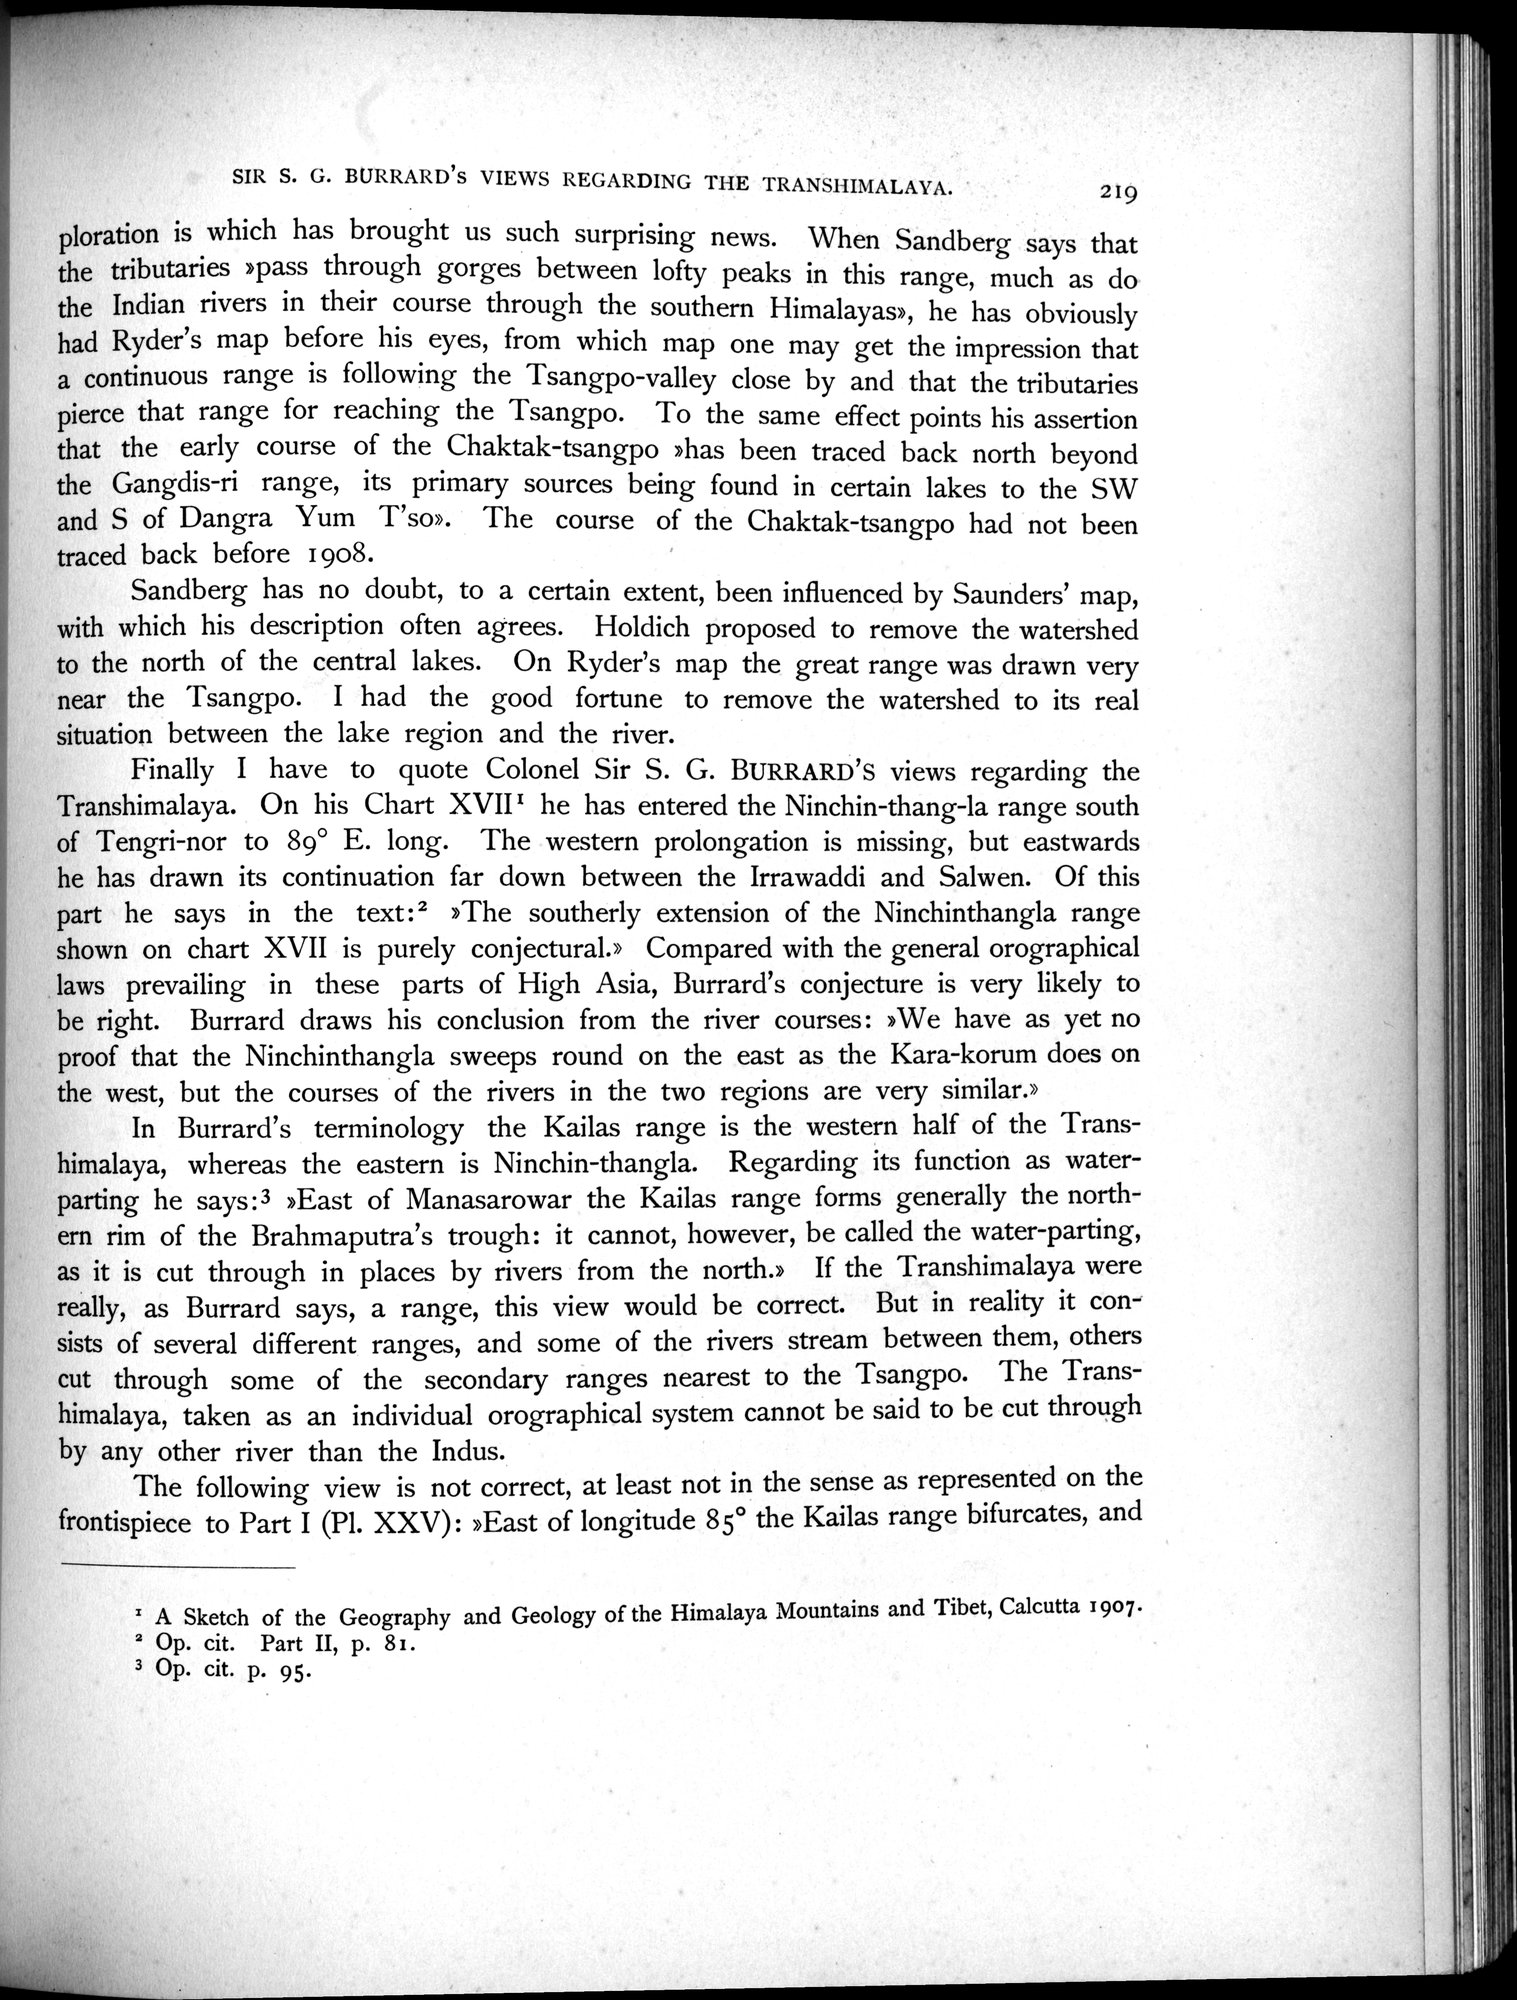 SIR S. G. BURRARD'S VIEWS REGARDING THE TRANSHIMALAYA. 219
ploration is which has brought us such surprising news. When Sandberg says that
the tributaries »pass through gorges between lofty peaks in this range, much as do
the Indian rivers in their course through the southern Himalayas», he has obviously
had Ryder's map before his eyes, from which map one may get the impression that
a continuous range is following the Tsangpo-valley close by and that the tributaries
pierce that range for reaching the Tsangpo. To the same effect points his assertion
that the early course of the Chaktak-tsangpo »has been traced back north beyond
the Gangdis-ri range, its primary sources being found in certain lakes to the SW
and S of Dangra Yum T'so». The course of the Chaktak-tsangpo had not been
traced back before 1908.
Sandberg has no doubt, to a certain extent, been influenced by Saunders' map,
with which his description often agrees. Holdich proposed to remove the watershed
to the north of the central lakes. On Ryder's map the great range was drawn very
near the Tsangpo. I had the good fortune to remove the watershed to its real
situation between the lake region and the river.
Finally I have to quote Colonel Sir S. G. BURRARD'S views regarding the
Transhimalaya. On his Chart XVII¹ he has entered the Ninchin-thang-la range south
of Tengri-nor to 89° E. long. The western prolongation is missing, but eastwards
he has drawn its continuation far down between the Irrawaddi and Salwen. Of this
part he says in the text:² »The southerly extension of the Ninchinthangla range
shown on chart XVII is purely conjectural.» Compared with the general orographical
laws prevailing in these parts of High Asia, Burrard's conjecture is very likely to
be right. Burrard draws his conclusion from the river courses: »We have as yet no
proof that the Ninchinthangla sweeps round on the east as the Kara-korum does on
the west, but the courses of the rivers in the two regions are very similar.»
In Burrard's terminology the Kailas range is the western half of the Trans-
himalaya, whereas the eastern is Ninchin-thangla. Regarding its function as water-
parting he says:³ »East of Manasarowar the Kailas range forms generally the north-
ern rim of the Brahmaputra's trough: it cannot, however, be called the water-parting,
as it is cut through in places by rivers from the north.» If the Transhimalaya were
really, as Burrard says, a range, this view would be correct. But in reality it con-
sists of several different ranges, and some of the rivers stream between them, others
cut through some of the secondary ranges nearest to the Tsangpo. The Trans-
himalaya, taken as an individual orographical system cannot be said to be cut through
by any other river than the Indus.
The following view is not correct, at least not in the sense as represented on the
frontispiece to Part I (Pl. XXV): »East of longitude 85° the Kailas range bifurcates, and
¹ A Sketch of the Geography and Geology of the Himalaya Mountains and Tibet, Calcutta 1907.
² Op. cit. Part II, p. 81.
³ Op. cit. p. 95.